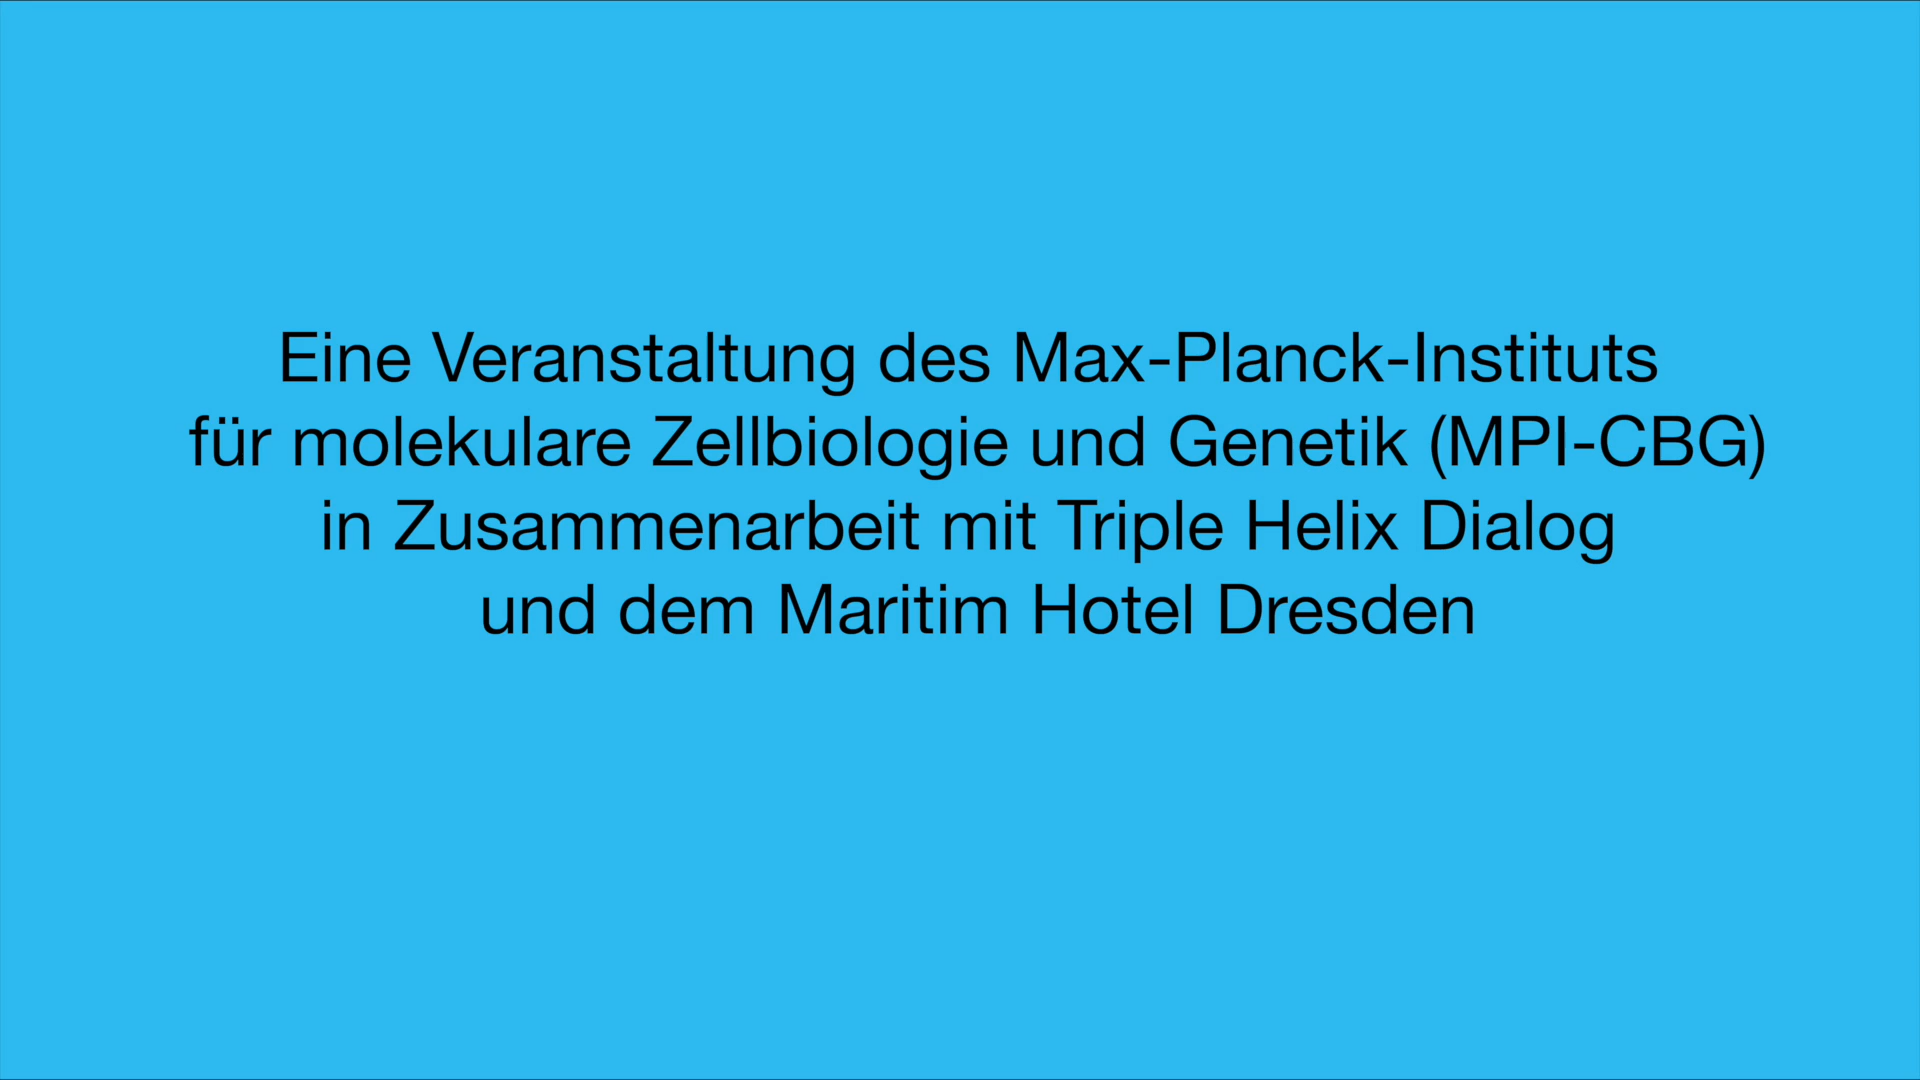 Eine Veranstaltung des Max-Planck-Instituts
für molekulare Zellbiologie und Genetik (MPI-CBG)
in Zusammenarbeit mit Triple Helix Dialog
und dem Maritim Hotel Dresden